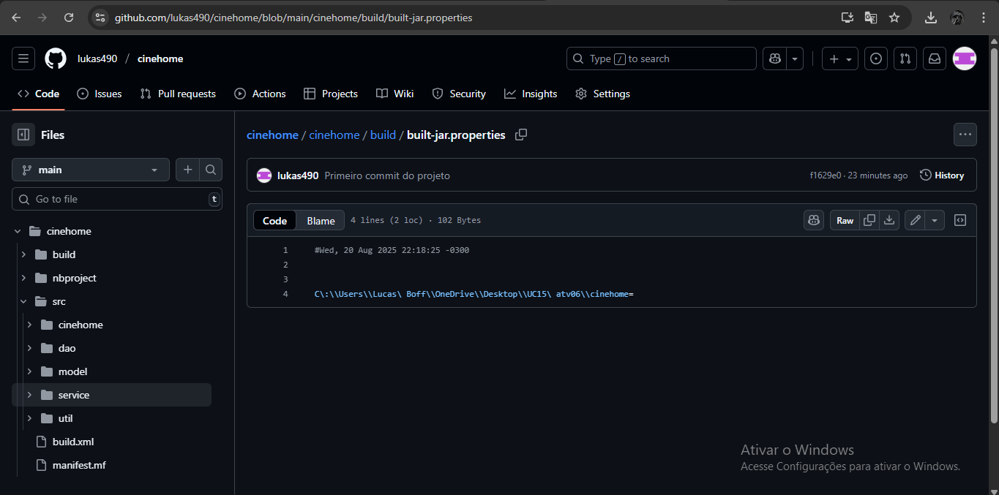 github.com/lukas490/cinehome/blob/main/cinehome/build/built-jar.properties
lukas490 / cinehome
Type / to search
Code Issues Pull requests Actions Projects Wiki Security Insights Settings
Files
main
Go to file
t
cinehome
build
nbproject
src
cinehome
dao
model
service
util
build.xml
manifest.mf
cinehome / cinehome / build / built-jar.properties
lukas490 Primeiro commit do projeto
f1629e0 · 23 minutes ago
History
Code Blame 4 lines (2 loc) · 102 Bytes
Raw
1 #Wed, 20 Aug 2025 22:18:25 -0300
2
3
4 C\:\\Users\\Lucas\ Boff\\OneDrive\\Desktop\\UC15\ atv06\\cinehome=
Ativar o Windows
Acesse Configurações para ativar o Windows.